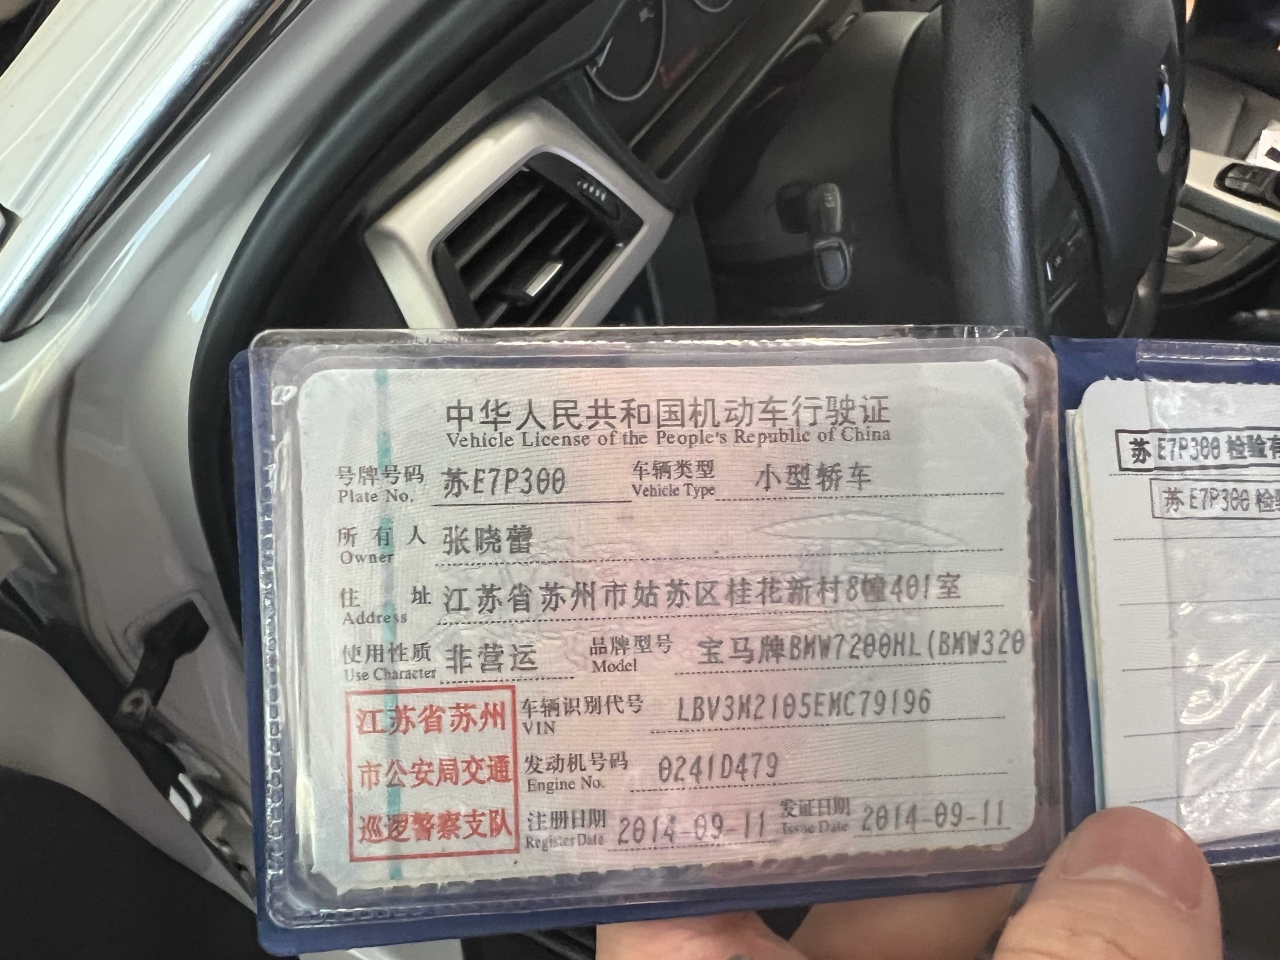 中华人民共和国机动车行驶证
Vehicle License of the People's Republic of China
号牌号码 苏E7P300 车辆类型 小型轿车
Plate No. Vehicle Type
所有人 张晓蕾
Owner
住址 江苏省苏州市姑苏区桂花新村8幢401室
Address
使用性质 非营运 品牌型号 宝马牌BMW7200HL(BMW320
Use Character Model
江苏省苏州
市公安局交通
巡逻警察支队
车辆识别代号 LBV3M2105EMC79196
VIN
发动机号码 0241D479
Engine No.
注册日期 2014-09-11 发证日期 2014-09-11
Register Date Issue Date
苏E7P300 检验有
苏E7P300 检